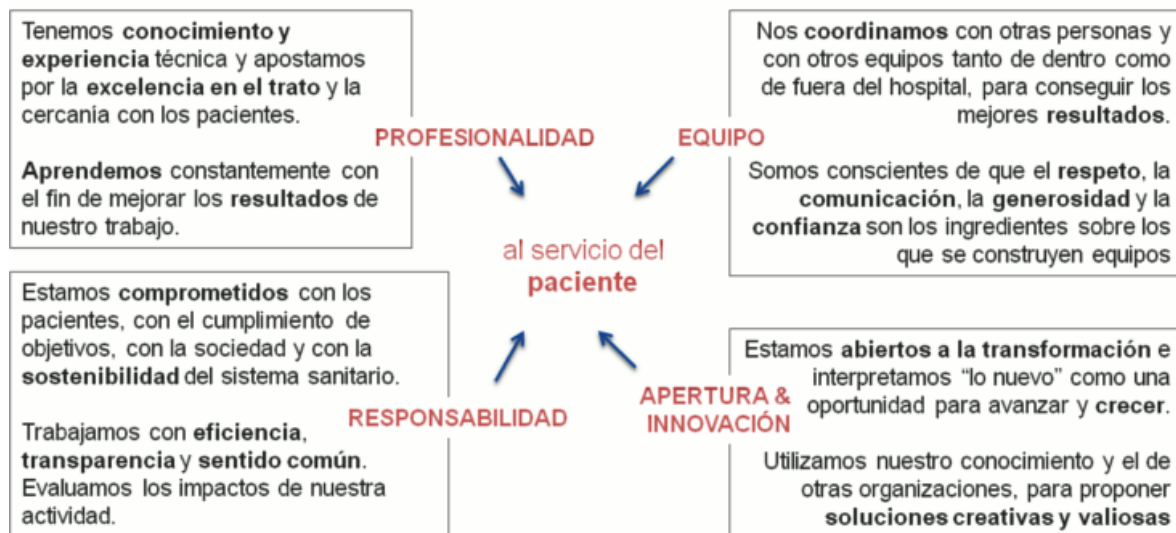 Tenemos conocimiento y
experiencia técnica y apostamos
por la excelencia en el trato y la
cercanía con los pacientes.
Aprendemos constantemente con
el fin de mejorar los resultados de
nuestro trabajo.
PROFESIONALIDAD
Nos coordinamos con otras personas y
con otros equipos tanto de dentro como
de fuera del hospital, para conseguir los
mejores resultados.
Somos conscientes de que el respeto, la
comunicación, la generosidad y la
confianza son los ingredientes sobre los
que se construyen equipos
EQUIPO
al servicio del
paciente
Estamos comprometidos con los
pacientes, con el cumplimiento de
objetivos, con la sociedad y con la
sostenibilidad del sistema sanitario.
Trabajamos con eficiencia,
transparencia y sentido común.
Evaluamos los impactos de nuestra
actividad.
RESPONSABILIDAD
APERTURA &
INNOVACIÓN
Estamos abiertos a la transformación e
interpretamos “lo nuevo” como una
oportunidad para avanzar y crecer.
Utilizamos nuestro conocimiento y el de
otras organizaciones, para proponer
soluciones creativas y valiosas